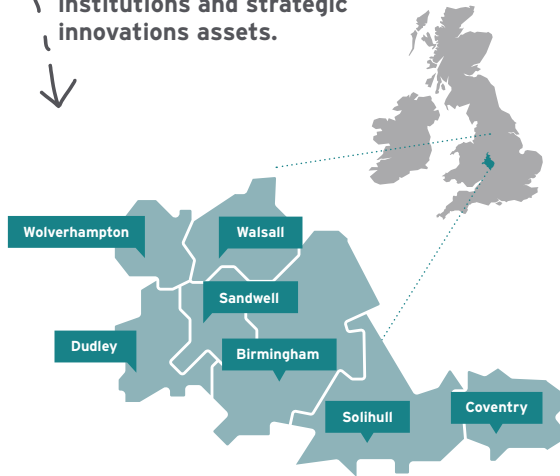 institutions and strategic
innovations assets.
Wolverhampton
Walsall
Sandwell
Dudley
Birmingham
Solihull
Coventry